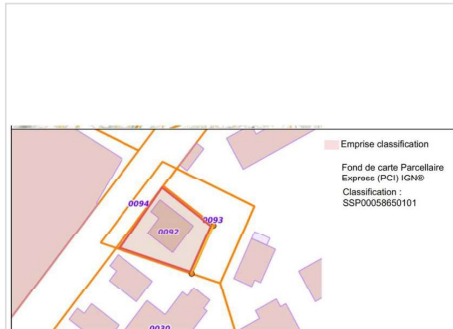 Emprise classification
Fond de carte Parcellaire
Express (PCI) IGN®
Classification :
SSP00058650101
0094
0093
0092
0030